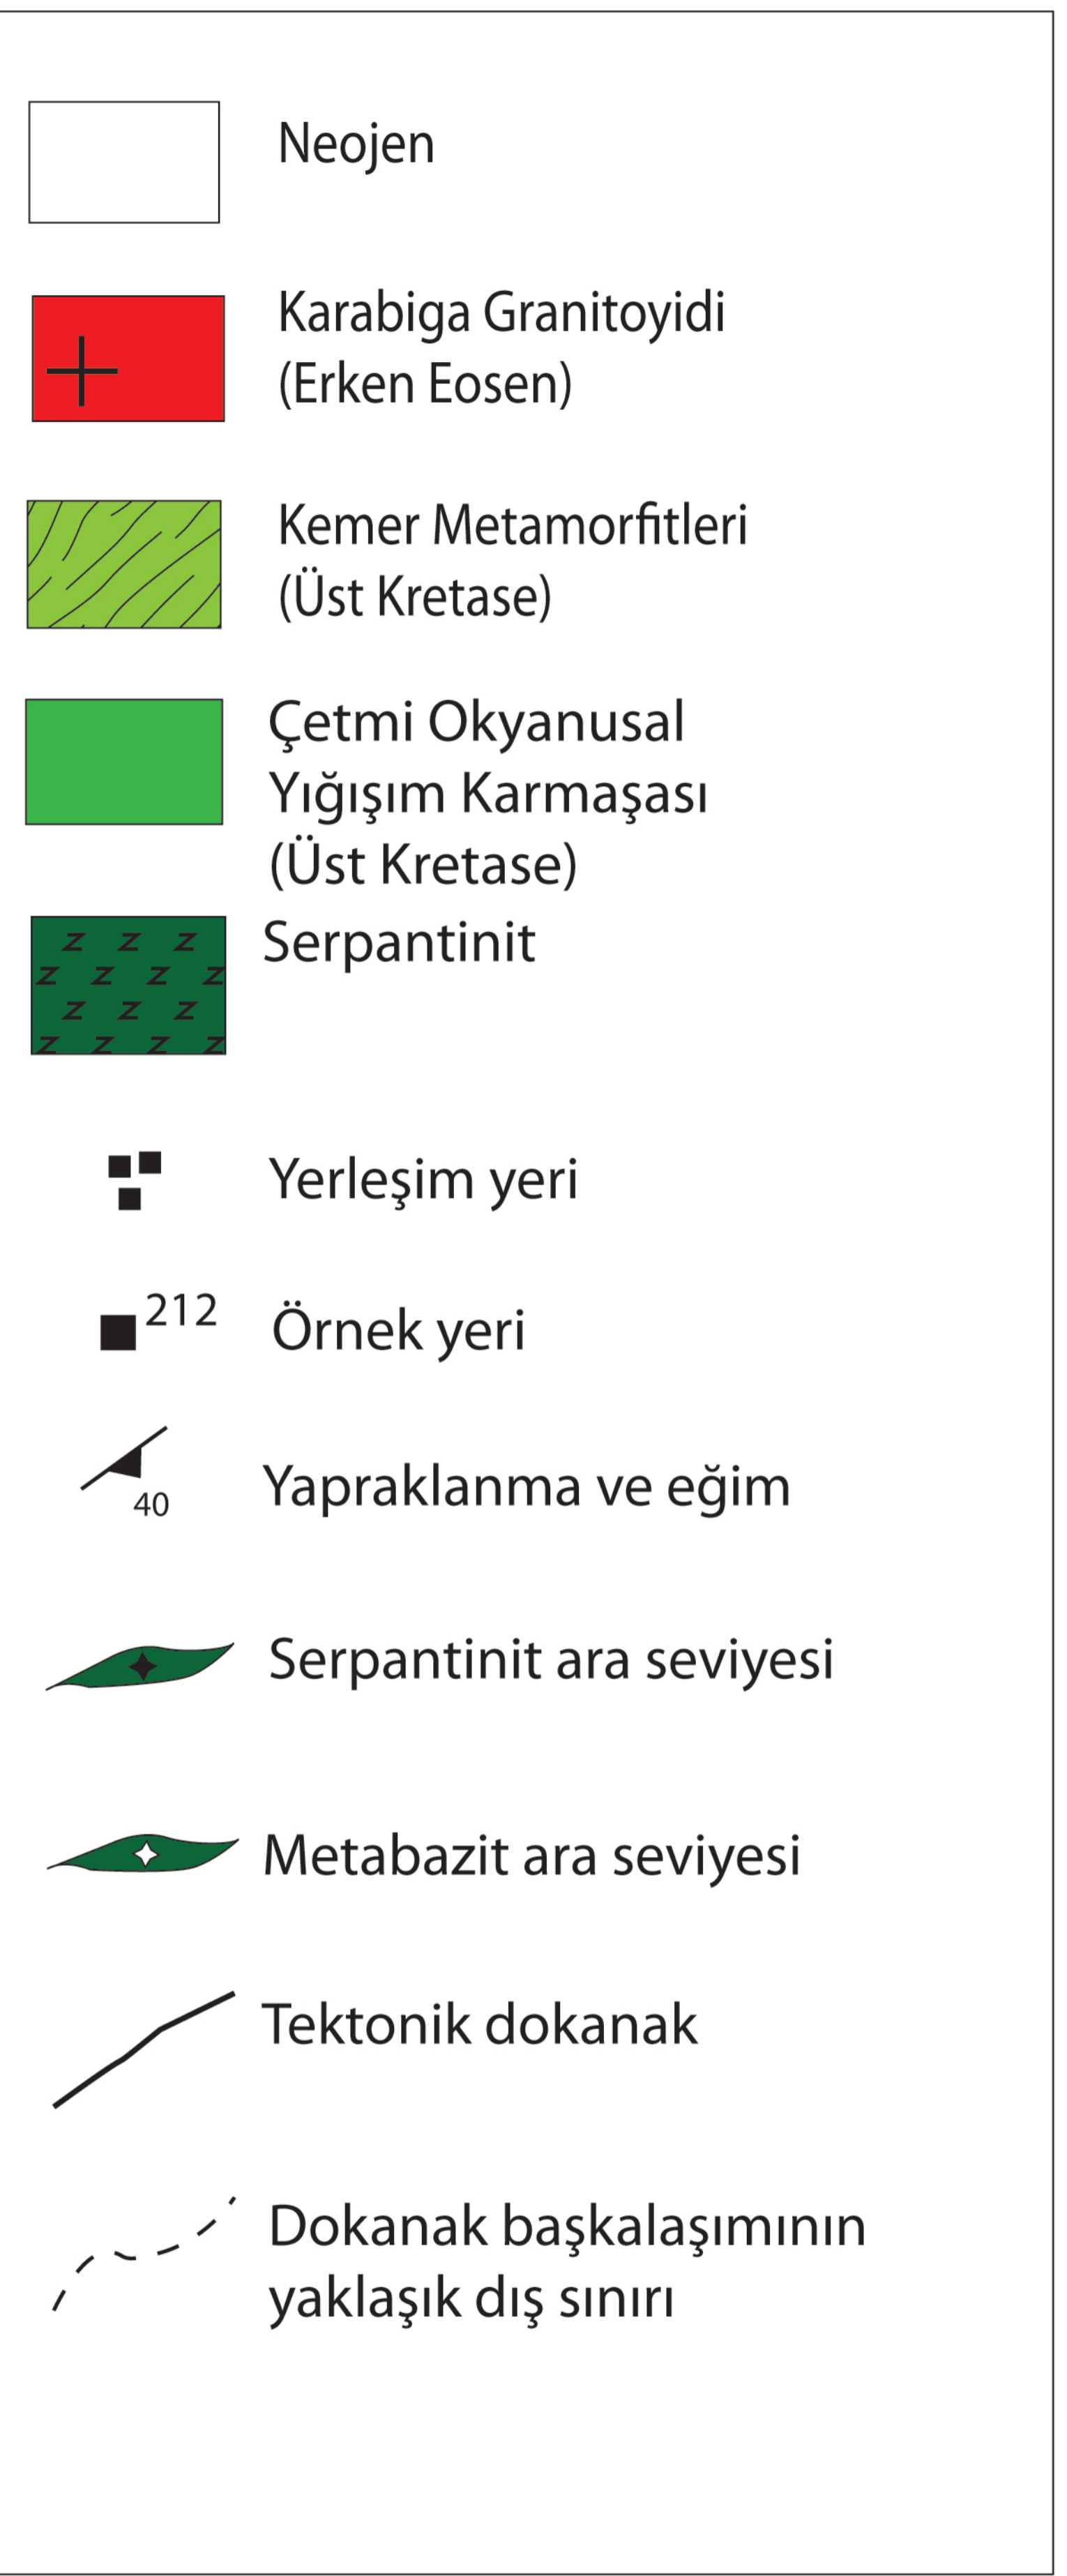 Neojen
Karabiga Granitoyidi
(Erken Eosen)
Kemer Metamorfitleri
(Üst Kretase)
Çetmi Okyanusal
Yığışım Karmaşası
(Üst Kretase)
Serpantinit
Yerleşim yeri
212 Örnek yeri
Yapraklanma ve eğim
40
Serpantinit ara seviyesi
Metabazit ara seviyesi
Tektonik dokanak
Dokanak başkalaşımının
yaklaşık dış sınırı